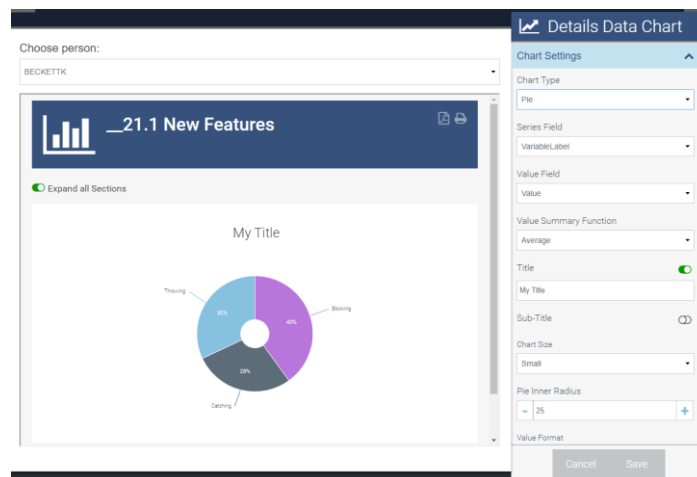 Details Data Chart
Choose person:
BECKETTK
__21.1 New Features
Expand all Sections
My Title
Throwing
Blocking
32%
40%
28%
Catching
Chart Settings
Chart Type
Pie
Series Field
VariableLabel
Value Field
Value
Value Summary Function
Average
Title
My Title
Sub-Title
Chart Size
Small
Pie Inner Radius
- 25 +
Value Format
Cancel Save